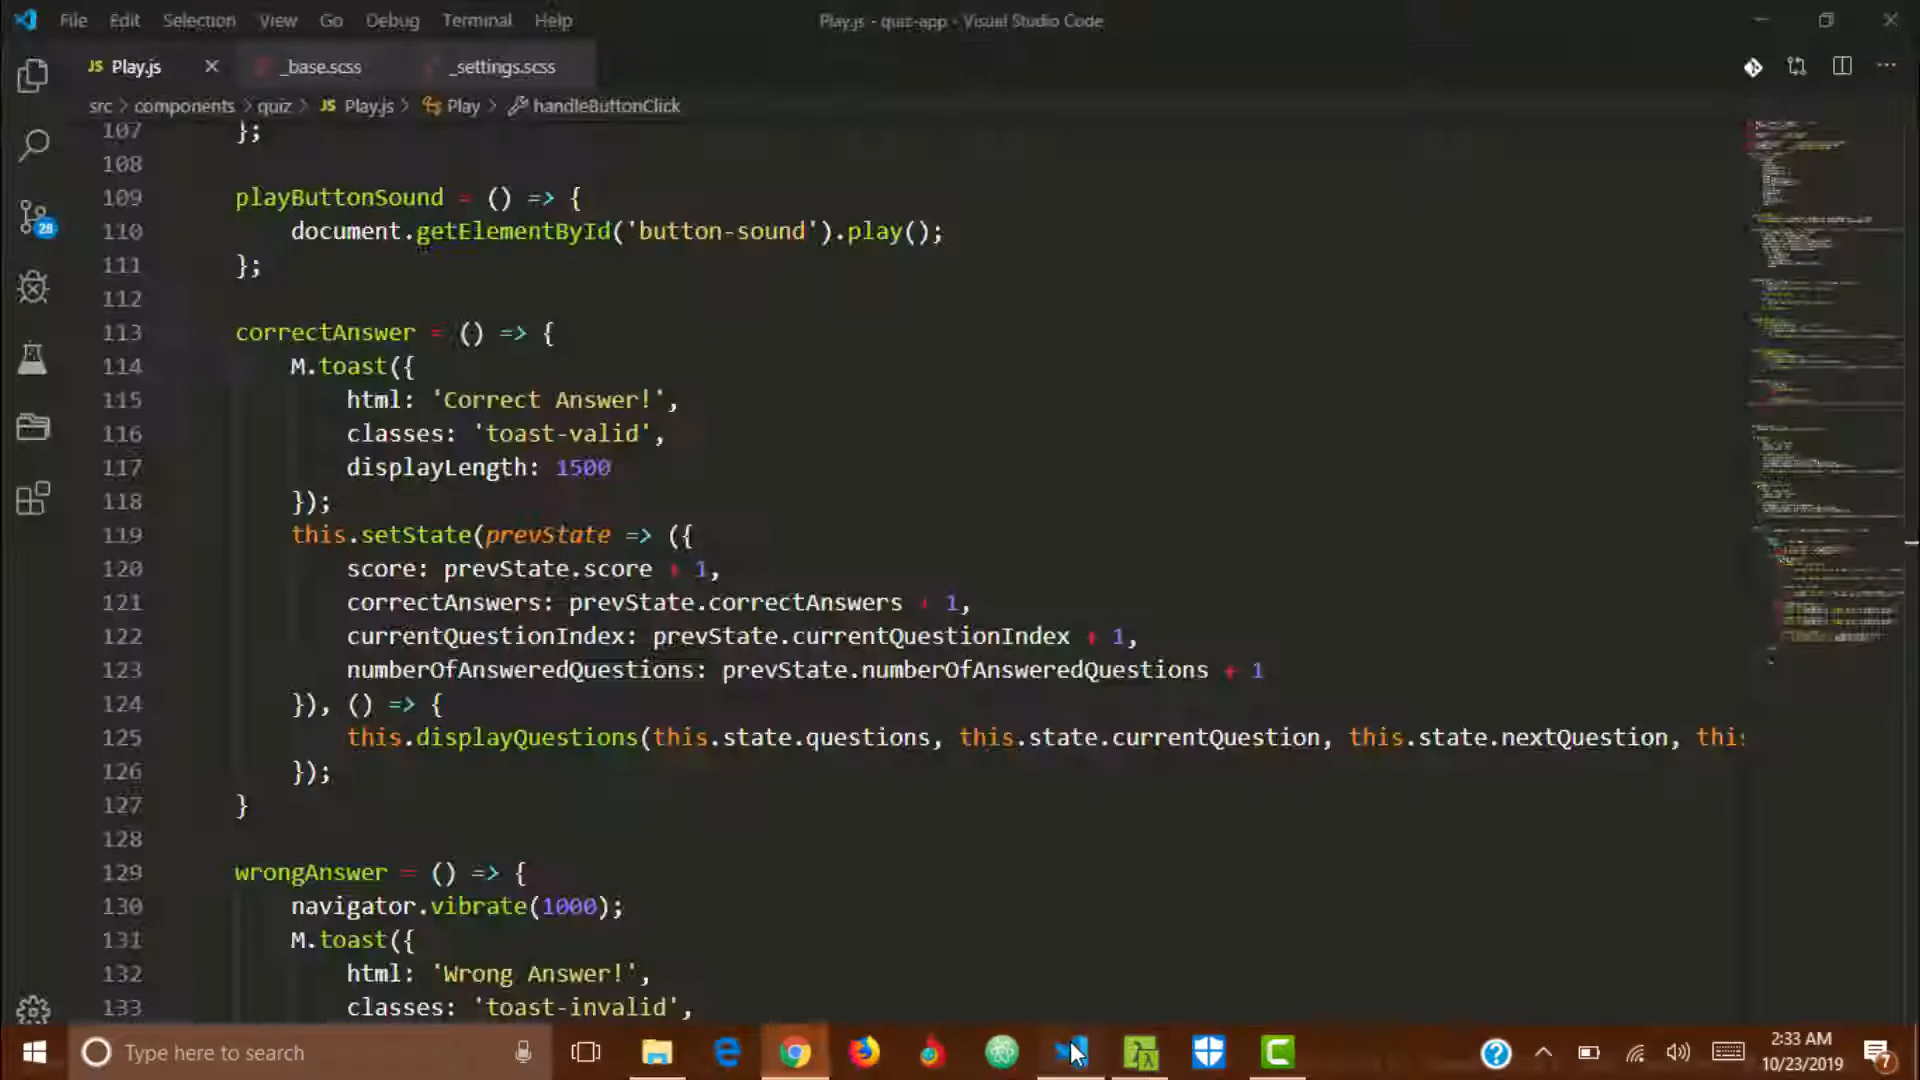 File Edit Selection View Go Debug Terminal Help
Play.js - quiz-app - Visual Studio Code
JS Play.js
_base.scss
_settings.scss
src > components > quiz > JS Play.js > Play > handleButtonClick
107 };
108
109 playButtonSound = () => {
110 document.getElementById('button-sound').play();
111 };
112
113 correctAnswer = () => {
114 M.toast({
115 html: 'Correct Answer!',
116 classes: 'toast-valid',
117 displayLength: 1500
118 });
119 this.setState(prevState => ({
120 score: prevState.score + 1,
121 correctAnswers: prevState.correctAnswers + 1,
122 currentQuestionIndex: prevState.currentQuestionIndex + 1,
123 numberOfAnsweredQuestions: prevState.numberOfAnsweredQuestions + 1
124 }), () => {
125 this.displayQuestions(this.state.questions, this.state.currentQuestion, this.state.nextQuestion, this
126 });
127 }
128
129 wrongAnswer = () => {
130 navigator.vibrate(1000);
131 M.toast({
132 html: 'Wrong Answer!',
133 classes: 'toast-invalid',
28
Type here to search
2:33 AM
10/23/2019
7